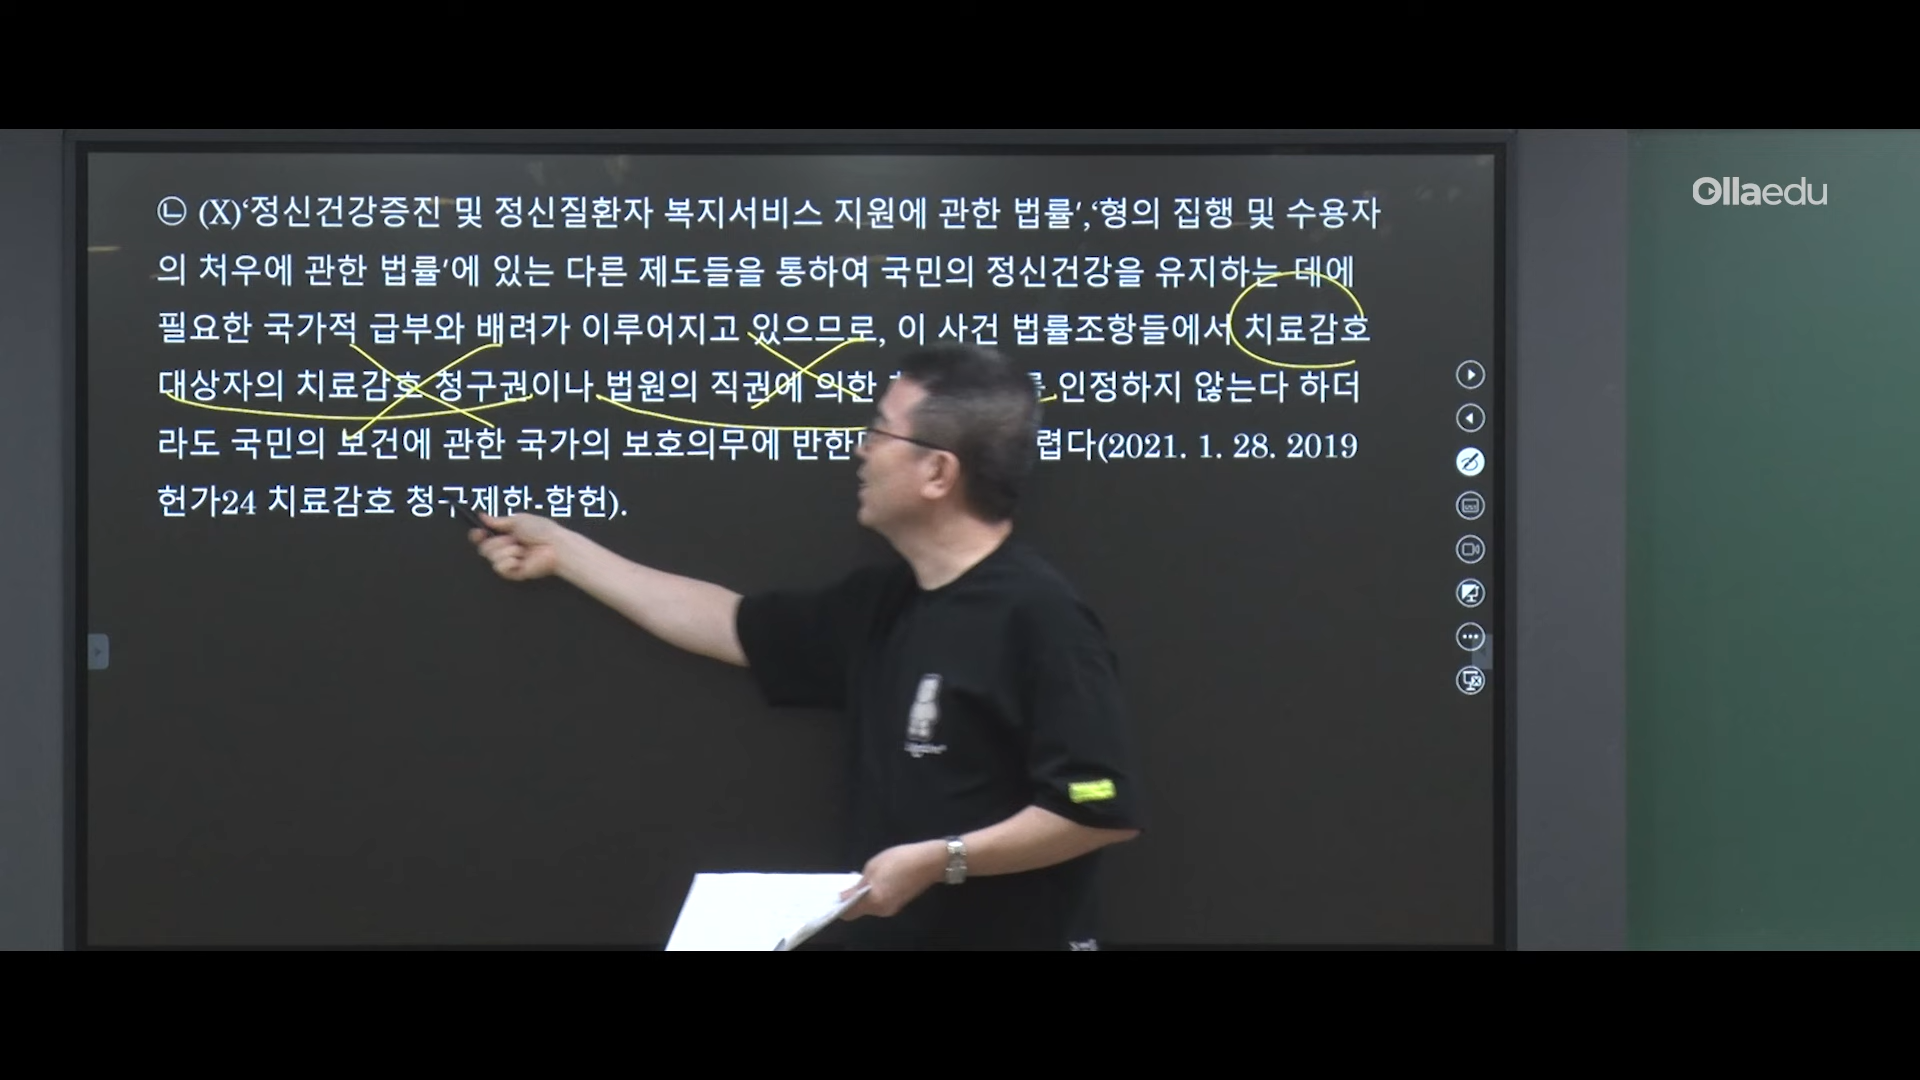 Ollaedu
㉡ (X)‘정신건강증진 및 정신질환자 복지서비스 지원에 관한 법률’,‘형의 집행 및 수용자
의 처우에 관한 법률’에 있는 다른 제도들을 통하여 국민의 정신건강을 유지하는 데에
필요한 국가적 급부와 배려가 이루어지고 있으므로, 이 사건 법률조항들에서 치료감호
대상자의 치료감호 청구권이나 법원의 직권에 의한 인정하지 않는다 하더
라도 국민의 보건에 관한 국가의 보호의무에 반한 렵다(2021. 1. 28. 2019
헌가24 치료감호 청구제한-합헌).